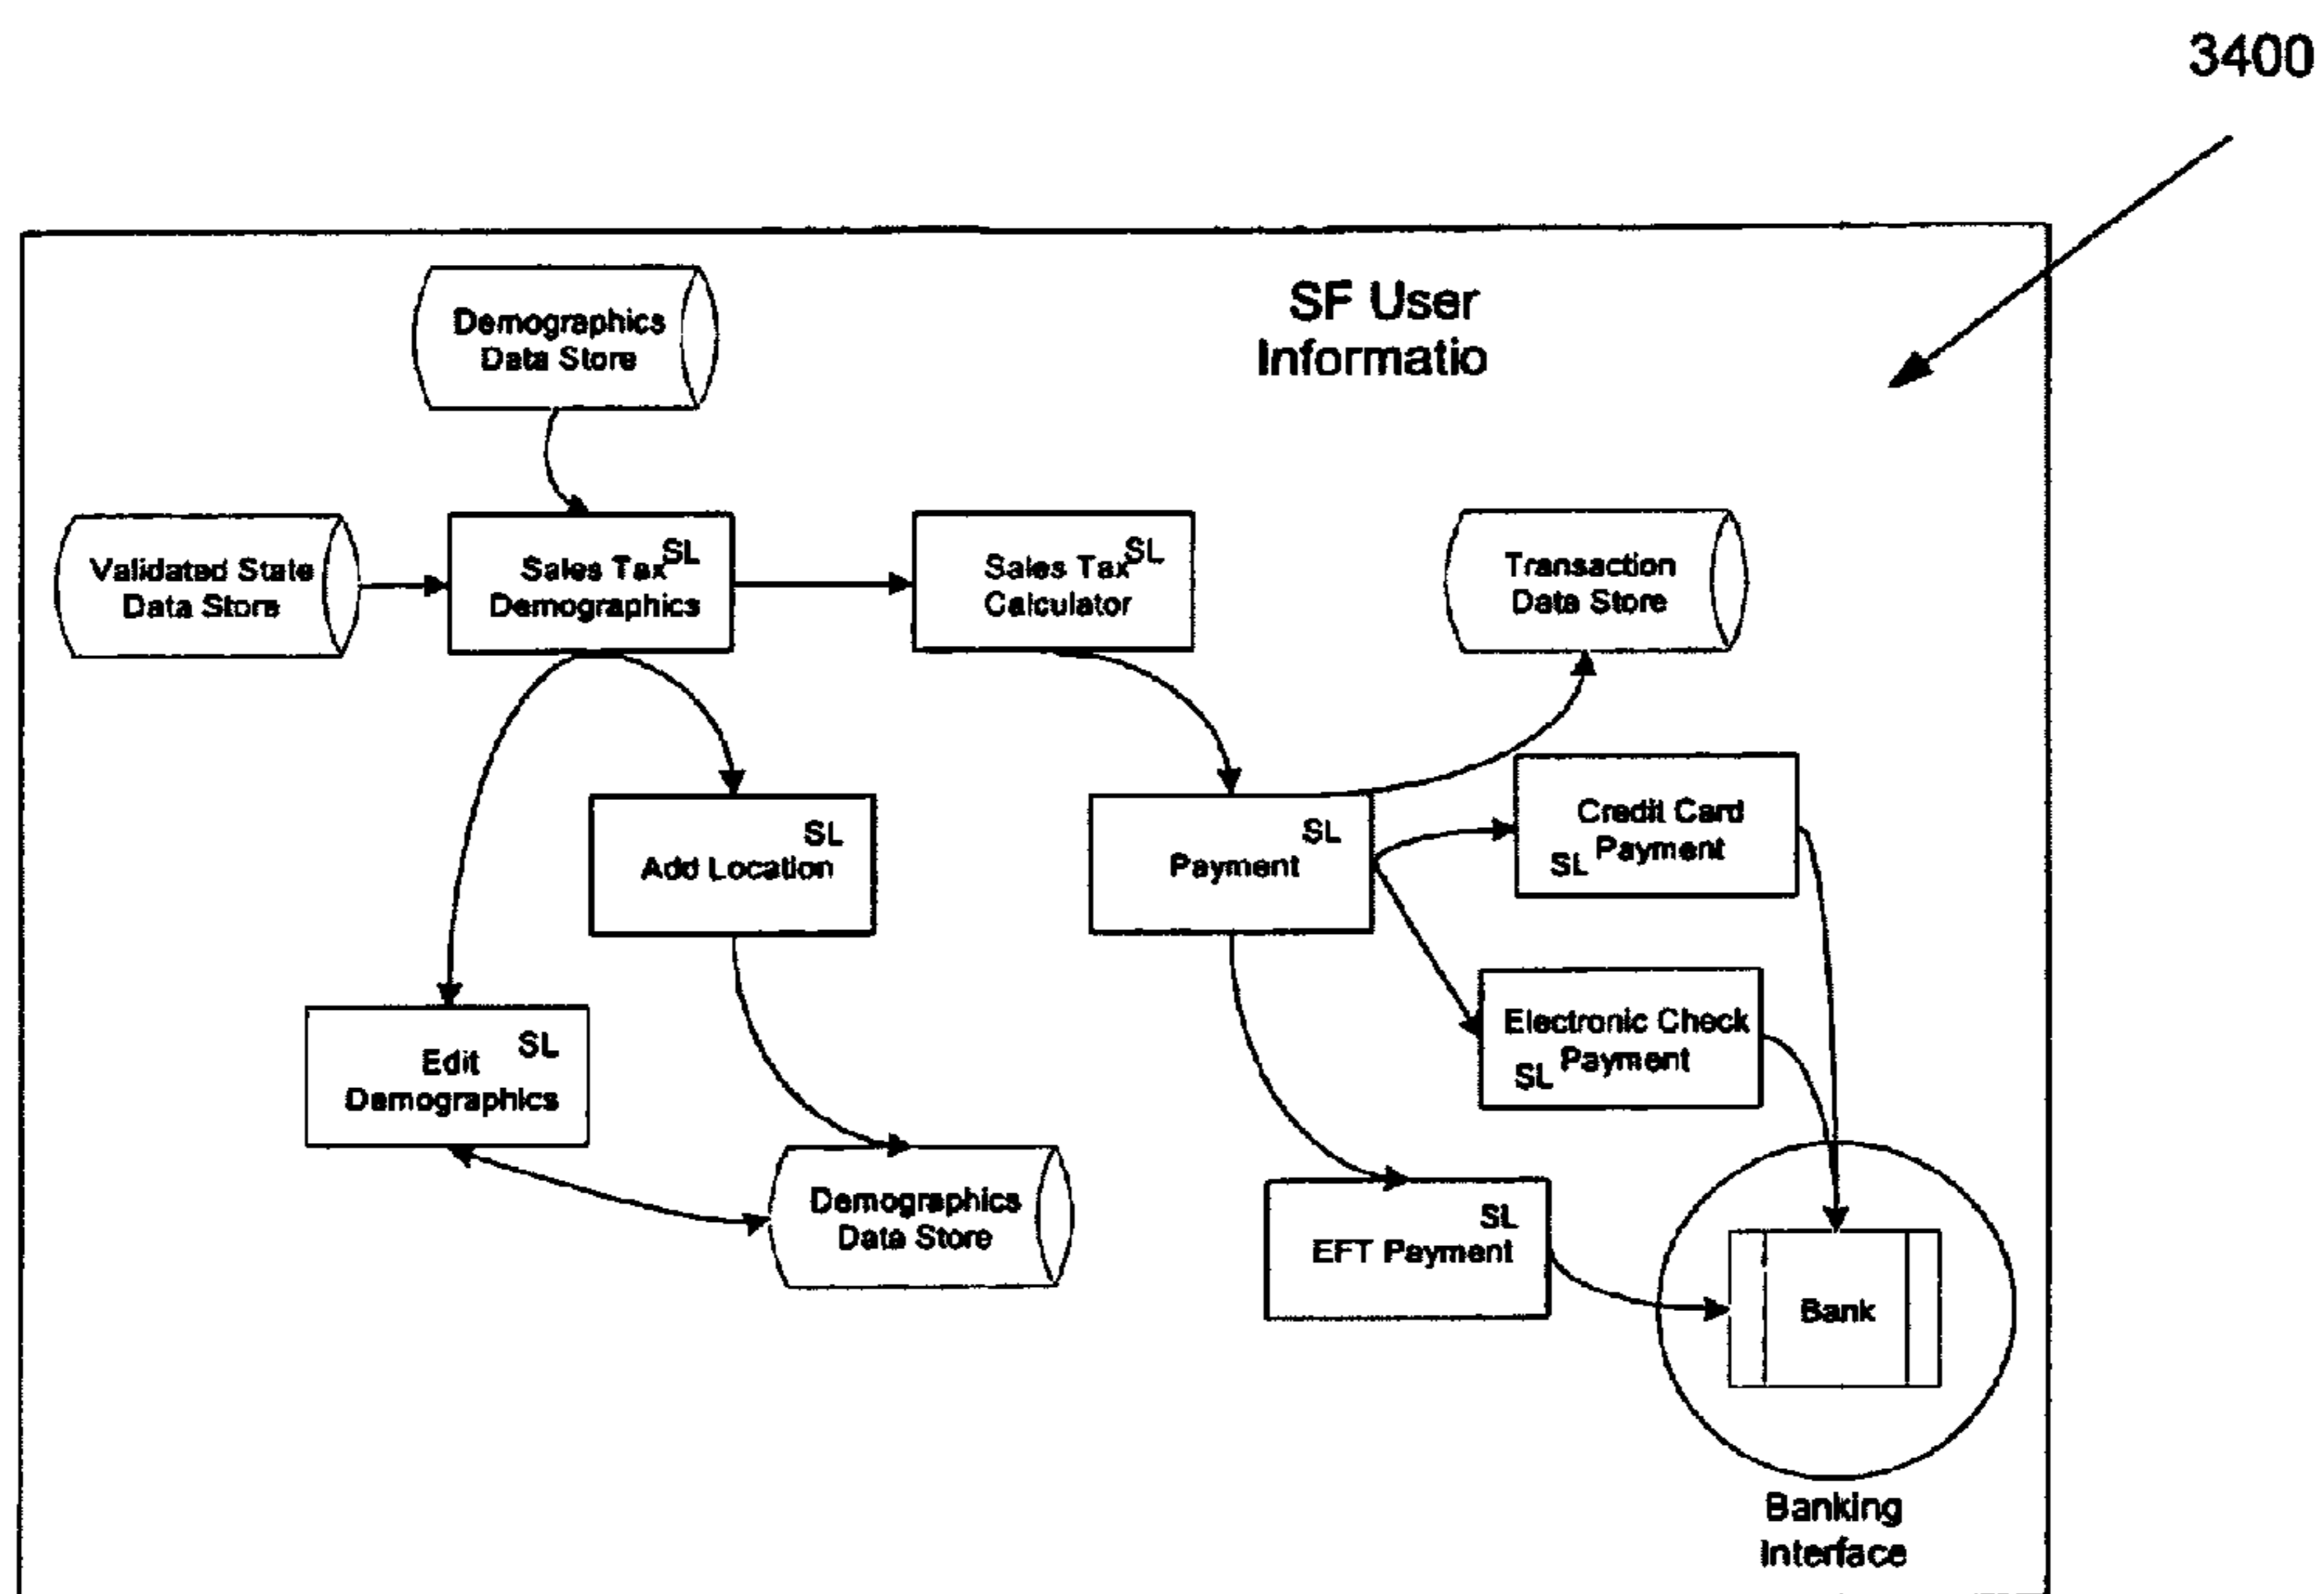 3400
SF User
Informatio
Demographics
Data Store
Validated State
Data Store
SL
Sales Tax
Demographics
SL
Sales Tax
Calculator
Transaction
Data Store
SL
Add Location
SL
Payment
Credit Card
Payment
SL
SL
Edit
Demographics
Electronic Check
Payment
SL
Demographics
Data Store
SL
EFT Payment
Bank
Banking
Interface